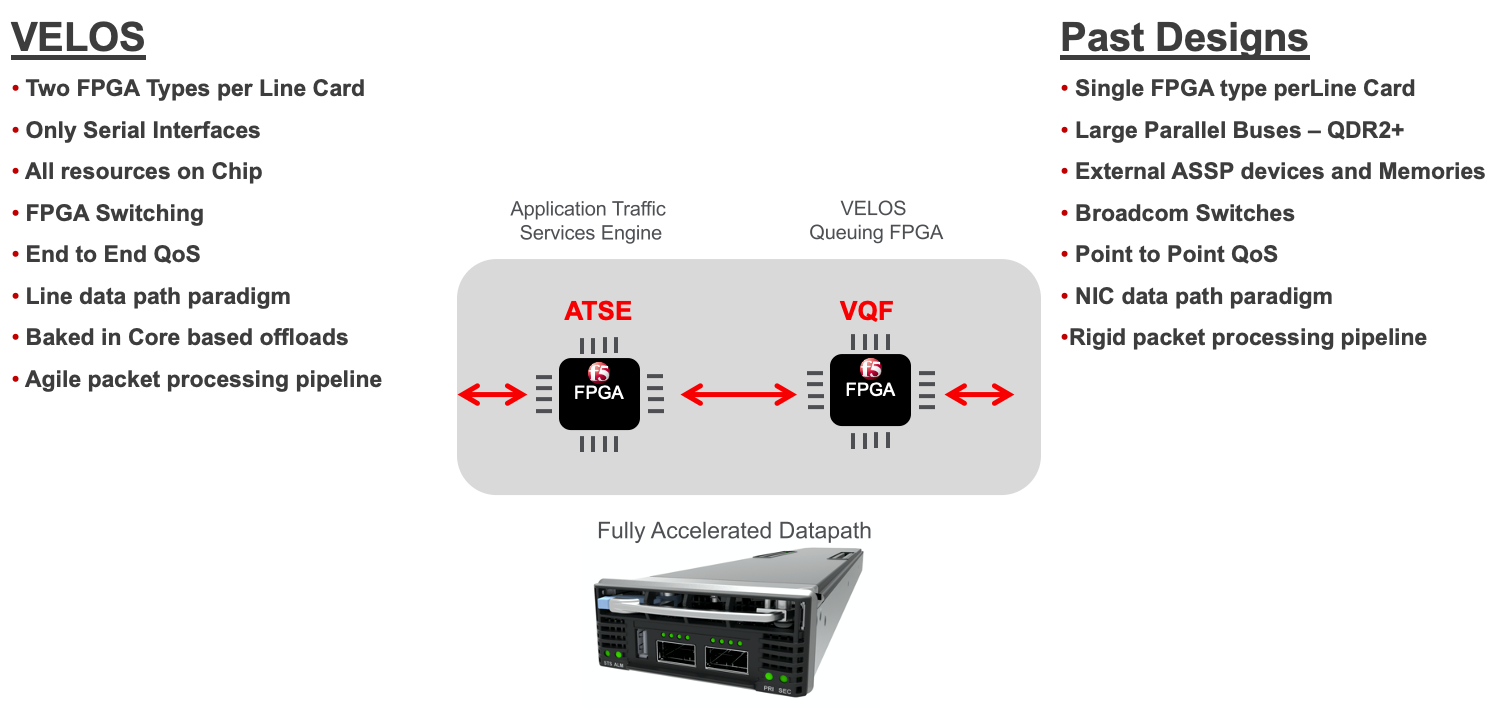 VELOS
• Two FPGA Types per Line Card
• Only Serial Interfaces
• All resources on Chip
• FPGA Switching
• End to End QoS
• Line data path paradigm
• Baked in Core based offloads
• Agile packet processing pipeline
Application Traffic
Services Engine
VELOS
Queuing FPGA
ATSE
VQF
f5
FPGA
f5
FPGA
Fully Accelerated Datapath
STS ALM
PRI SEC
Past Designs
• Single FPGA type perLine Card
• Large Parallel Buses – QDR2+
• External ASSP devices and Memories
• Broadcom Switches
• Point to Point QoS
• NIC data path paradigm
•Rigid packet processing pipeline